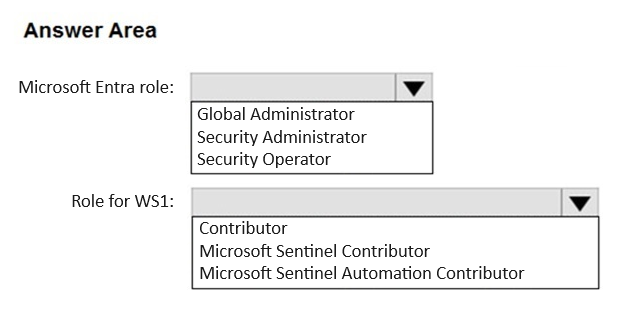 Answer Area
Microsoft Entra role:
Global Administrator
Security Administrator
Security Operator
Role for WS1:
Contributor
Microsoft Sentinel Contributor
Microsoft Sentinel Automation Contributor